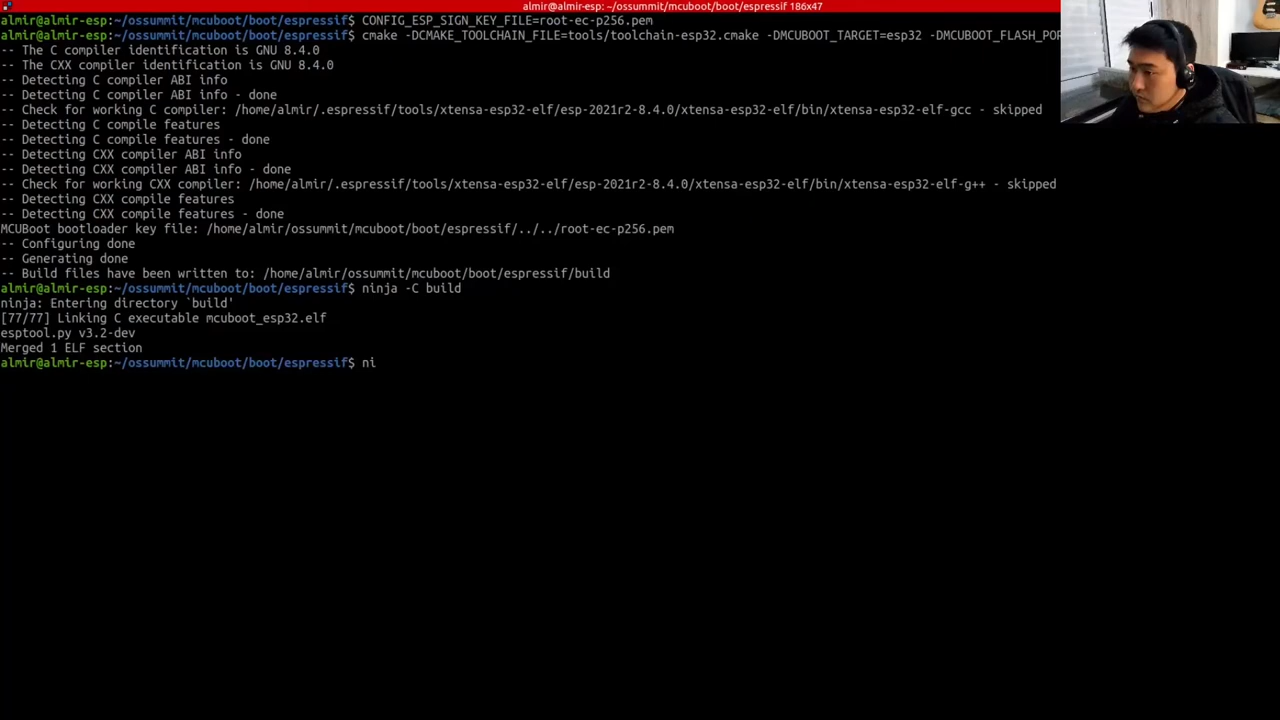 almir@almir-esp: ~/ossummit/mcuboot/boot/espressif 186x47
almir@almir-esp:~/ossummit/mcuboot/boot/espressif$ CONFIG_ESP_SIGN_KEY_FILE=root-ec-p256.pem
almir@almir-esp:~/ossummit/mcuboot/boot/espressif$ cmake -DCMAKE_TOOLCHAIN_FILE=tools/toolchain-esp32.cmake -DMCUBOOT_TARGET=esp32 -DMCUBOOT_FLASH_POR
-- The C compiler identification is GNU 8.4.0
-- The CXX compiler identification is GNU 8.4.0
-- Detecting C compiler ABI info
-- Detecting C compiler ABI info - done
-- Check for working C compiler: /home/almir/.espressif/tools/xtensa-esp32-elf/esp-2021r2-8.4.0/xtensa-esp32-elf/bin/xtensa-esp32-elf-gcc - skipped
-- Detecting C compile features
-- Detecting C compile features - done
-- Detecting CXX compiler ABI info
-- Detecting CXX compiler ABI info - done
-- Check for working CXX compiler: /home/almir/.espressif/tools/xtensa-esp32-elf/esp-2021r2-8.4.0/xtensa-esp32-elf/bin/xtensa-esp32-elf-g++ - skipped
-- Detecting CXX compile features
-- Detecting CXX compile features - done
MCUBoot bootloader key file: /home/almir/ossummit/mcuboot/boot/espressif/../../root-ec-p256.pem
-- Configuring done
-- Generating done
-- Build files have been written to: /home/almir/ossummit/mcuboot/boot/espressif/build
almir@almir-esp:~/ossummit/mcuboot/boot/espressif$ ninja -C build
ninja: Entering directory `build'
[77/77] Linking C executable mcuboot_esp32.elf
esptool.py v3.2-dev
Merged 1 ELF section
almir@almir-esp:~/ossummit/mcuboot/boot/espressif$ ni